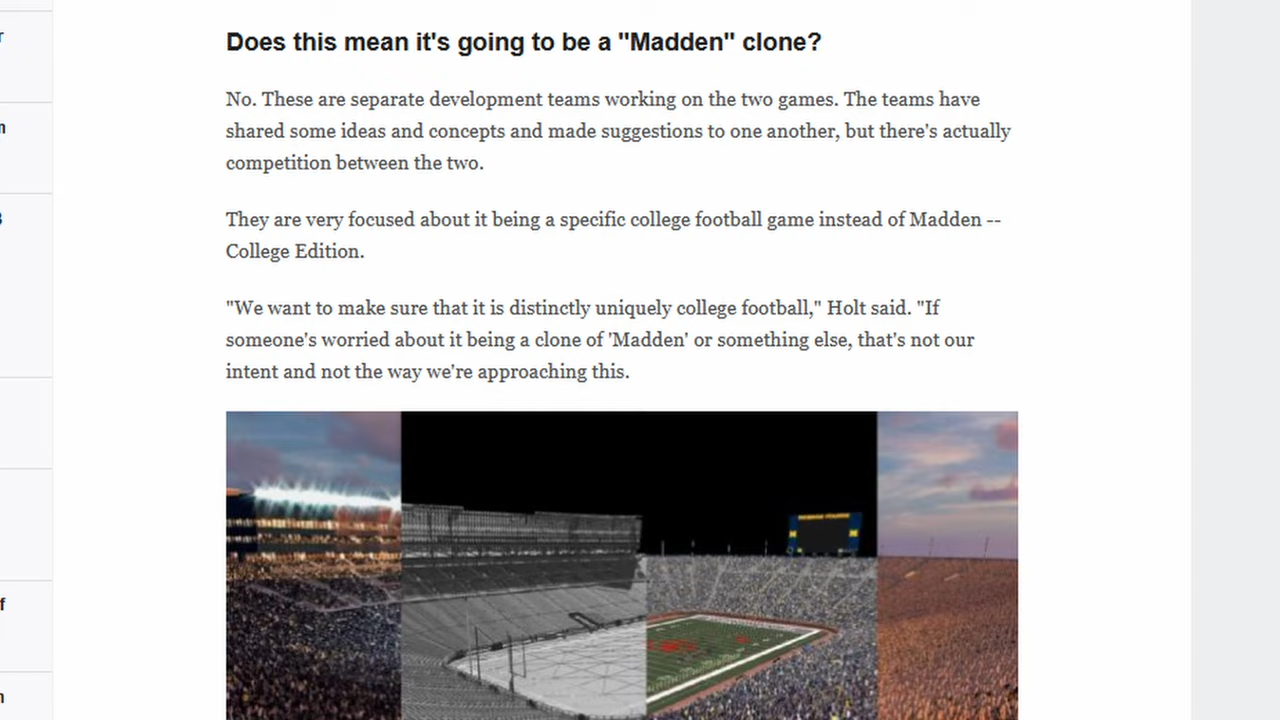 Does this mean it's going to be a "Madden" clone?
No. These are separate development teams working on the two games. The teams have
shared some ideas and concepts and made suggestions to one another, but there's actually
competition between the two.
They are very focused about it being a specific college football game instead of Madden --
College Edition.
"We want to make sure that it is distinctly uniquely college football," Holt said. "If
someone's worried about it being a clone of 'Madden' or something else, that's not our
intent and not the way we're approaching this.